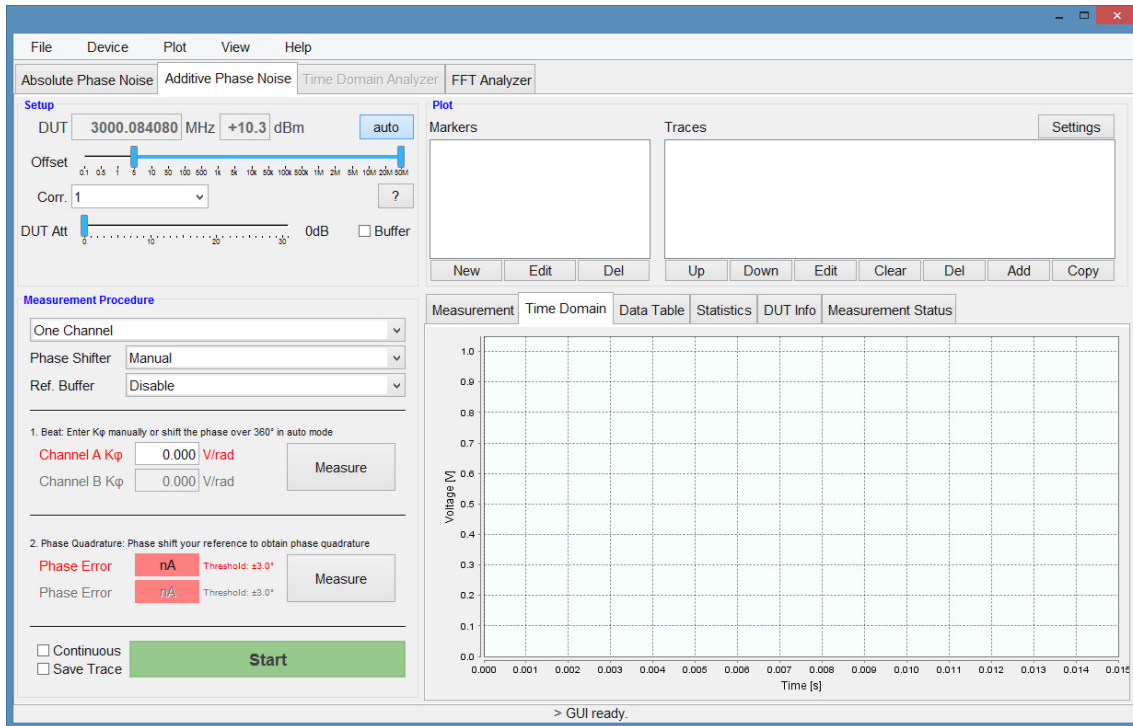 File Device Plot View Help
Absolute Phase Noise Additive Phase Noise Time Domain Analyzer FFT Analyzer
Setup
DUT 3000.084080 MHz +10.3 dBm auto
Offset
0.1 0.5 1 5 10 50 100 500 1k 5k 10k 50k 100k 500k 1M 2M 5M 10M 20M 50M
Corr. 1 ?
DUT Att 0dB Buffer
0 10 20 30
Plot
Markers Traces Settings
New Edit Del Up Down Edit Clear Del Add Copy
Measurement Procedure
One Channel
Phase Shifter Manual
Ref. Buffer Disable
1. Beat: Enter Kφ manually or shift the phase over 360° in auto mode
Channel A Kφ 0.000 V/rad
Measure
Channel B Kφ 0.000 V/rad
2. Phase Quadrature: Phase shift your reference to obtain phase quadrature
Phase Error nA Threshold: ±3.0°
Measure
Phase Error nA Threshold: ±3.0°
Continuous
Save Trace
Start
Measurement Time Domain Data Table Statistics DUT Info Measurement Status
1.0
0.9
0.8
0.7
0.6
0.5
0.4
0.3
0.2
0.1
0.0
Voltage [V]
0.000 0.001 0.002 0.003 0.004 0.005 0.006 0.007 0.008 0.009 0.010 0.011 0.012 0.013 0.014 0.015
Time [s]
> GUI ready.